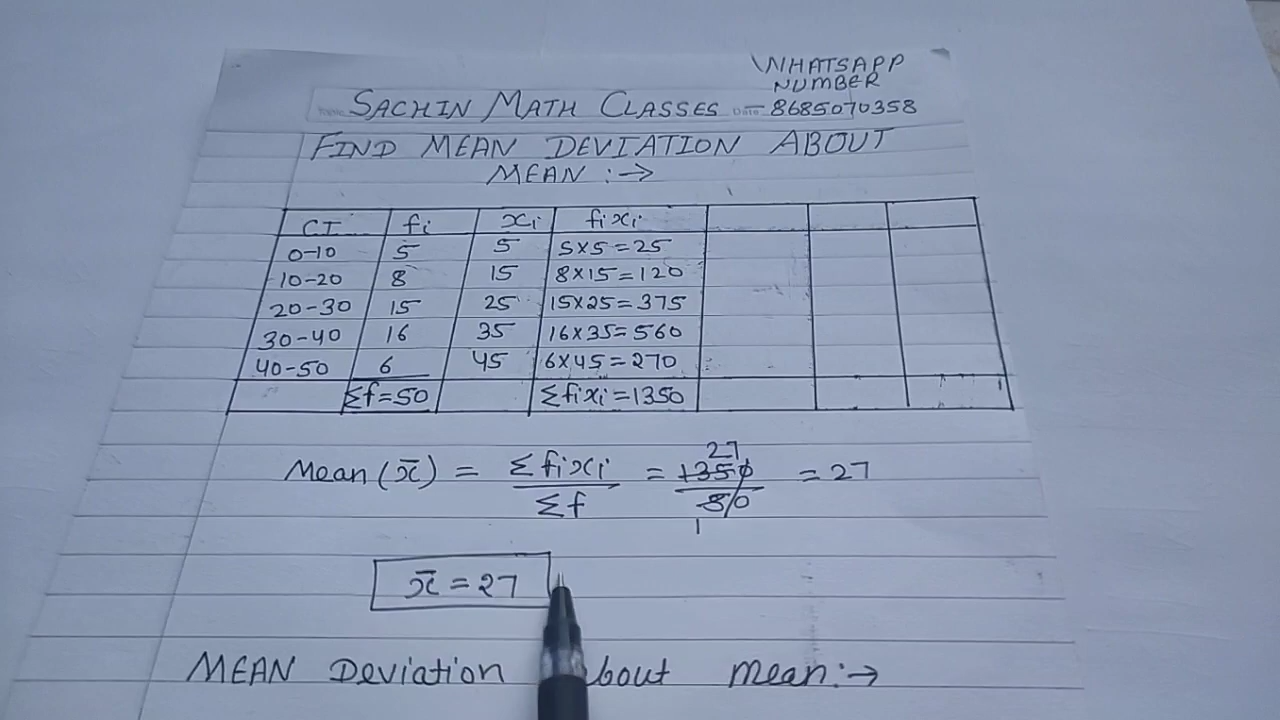 WHATSAPP
NUMBER
SACHIN MATH CLASSES Date - 8685070358
FIND MEAN DEVIATION ABOUT
MEAN :→
CI fi xi fixi
0-10 5 5 5×5=25
10-20 8 15 8×15=120
20-30 15 25 15×25=375
30-40 16 35 16×35=560
40-50 6 45 6×45=270
Σf=50 Σfixi=1350
27
Mean (x̄) = Σfixi / Σf = 1350 / 50 = 27
1
x̄ = 27
MEAN Deviation bout mean:→